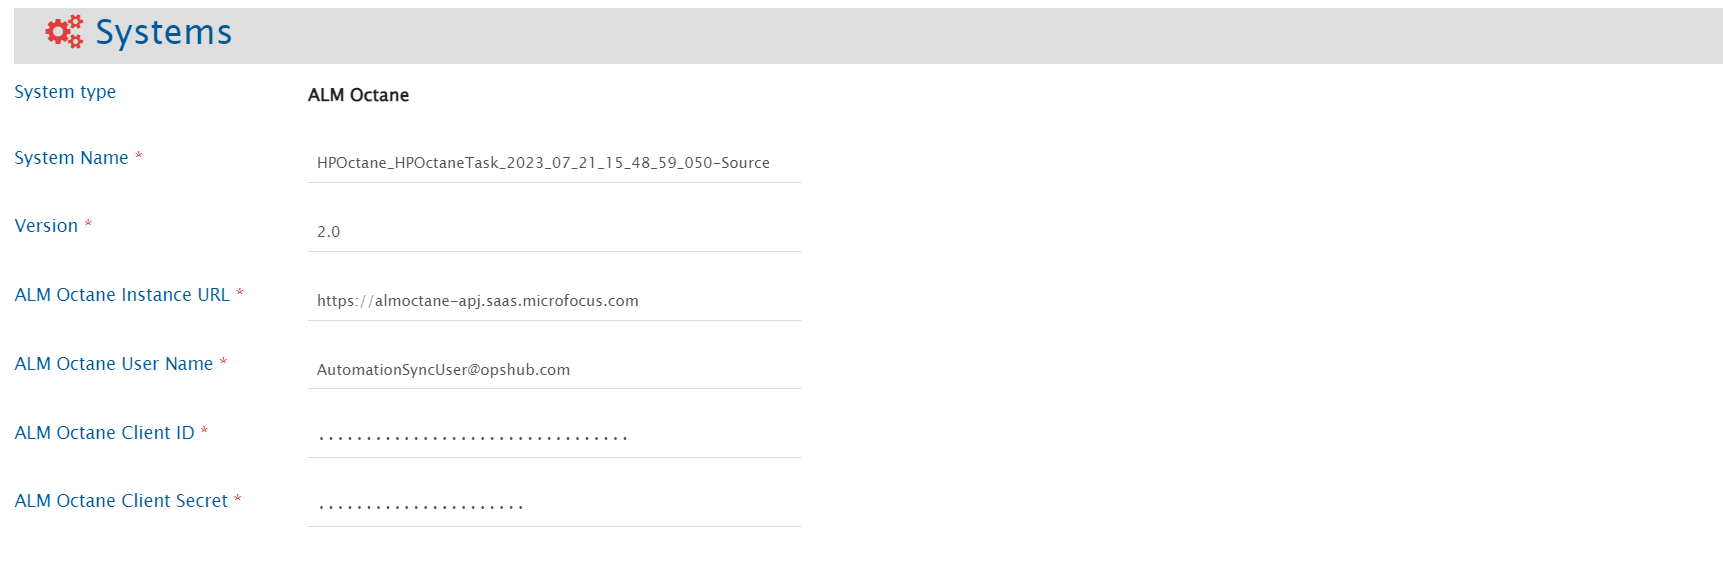 Systems
System type ALM Octane
System Name * HPOctane_HPOctaneTask_2023_07_21_15_48_59_050-Source
Version * 2.0
ALM Octane Instance URL * https://almoctane-apj.saas.microfocus.com
ALM Octane User Name * AutomationSyncUser@opshub.com
ALM Octane Client ID * .................................
ALM Octane Client Secret * ......................